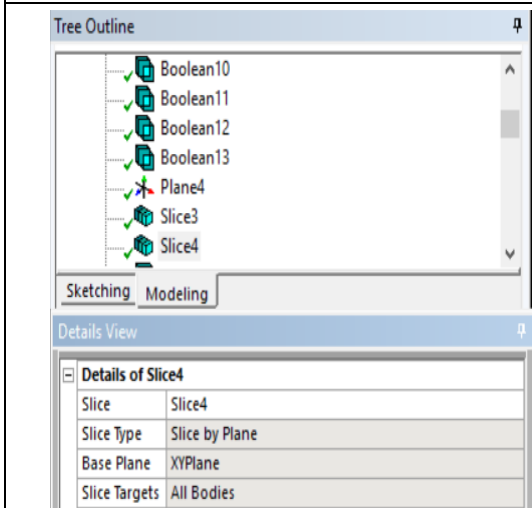 Tree Outline
Boolean10
Boolean11
Boolean12
Boolean13
Plane4
Slice3
Slice4
Sketching Modeling
Details View
Details of Slice4
Slice Slice4
Slice Type Slice by Plane
Base Plane XYPlane
Slice Targets All Bodies